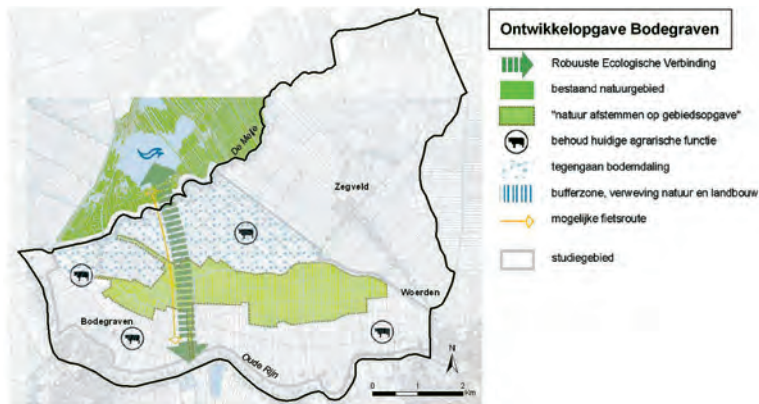 Ontwikkelopgave Bodegraven
Robuuste Ecologische Verbinding
bestaand natuurgebied
"natuur afstemmen op gebiedsopgave"
behoud huidige agrarische functie
tegengaan bodemdaling
bufferzone, verweving natuur en landbouw
mogelijke fietsroute
studiegebied
De Meije
Zegveld
Woerden
Bodegraven
Oude Rijn
N
0 1 2
Km